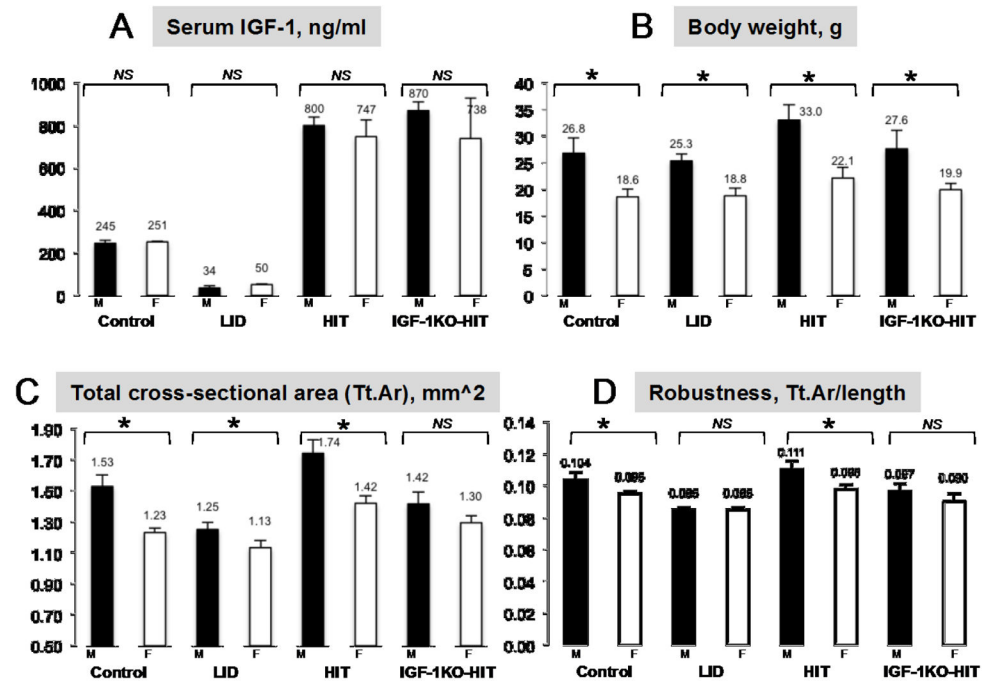 A Serum IGF-1, ng/ml
NS NS NS NS
1000
800
600
400
200
0
245 251 34 50 800 747 870 738
M F M F M F M F
Control LID HIT IGF-1KO-HIT
B Body weight, g
* * * *
40
35
30
25
20
15
10
5
0
26.8 18.6 25.3 18.8 33.0 22.1 27.6 19.9
M F M F M F M F
Control LID HIT IGF-1KO-HIT
C Total cross-sectional area (Tt.Ar), mm^2
* * * NS
1.90
1.70
1.50
1.30
1.10
0.90
0.70
0.50
1.53 1.23 1.25 1.13 1.74 1.42 1.42 1.30
M F M F M F M F
Control LID HIT IGF-1KO-HIT
D Robustness, Tt.Ar/length
* NS * NS
0.14
0.12
0.10
0.08
0.06
0.04
0.02
0.00
0.104 0.111 0.098 0.097 0.090
M F M F M F M F
Control LID HIT IGF-1KO-HIT